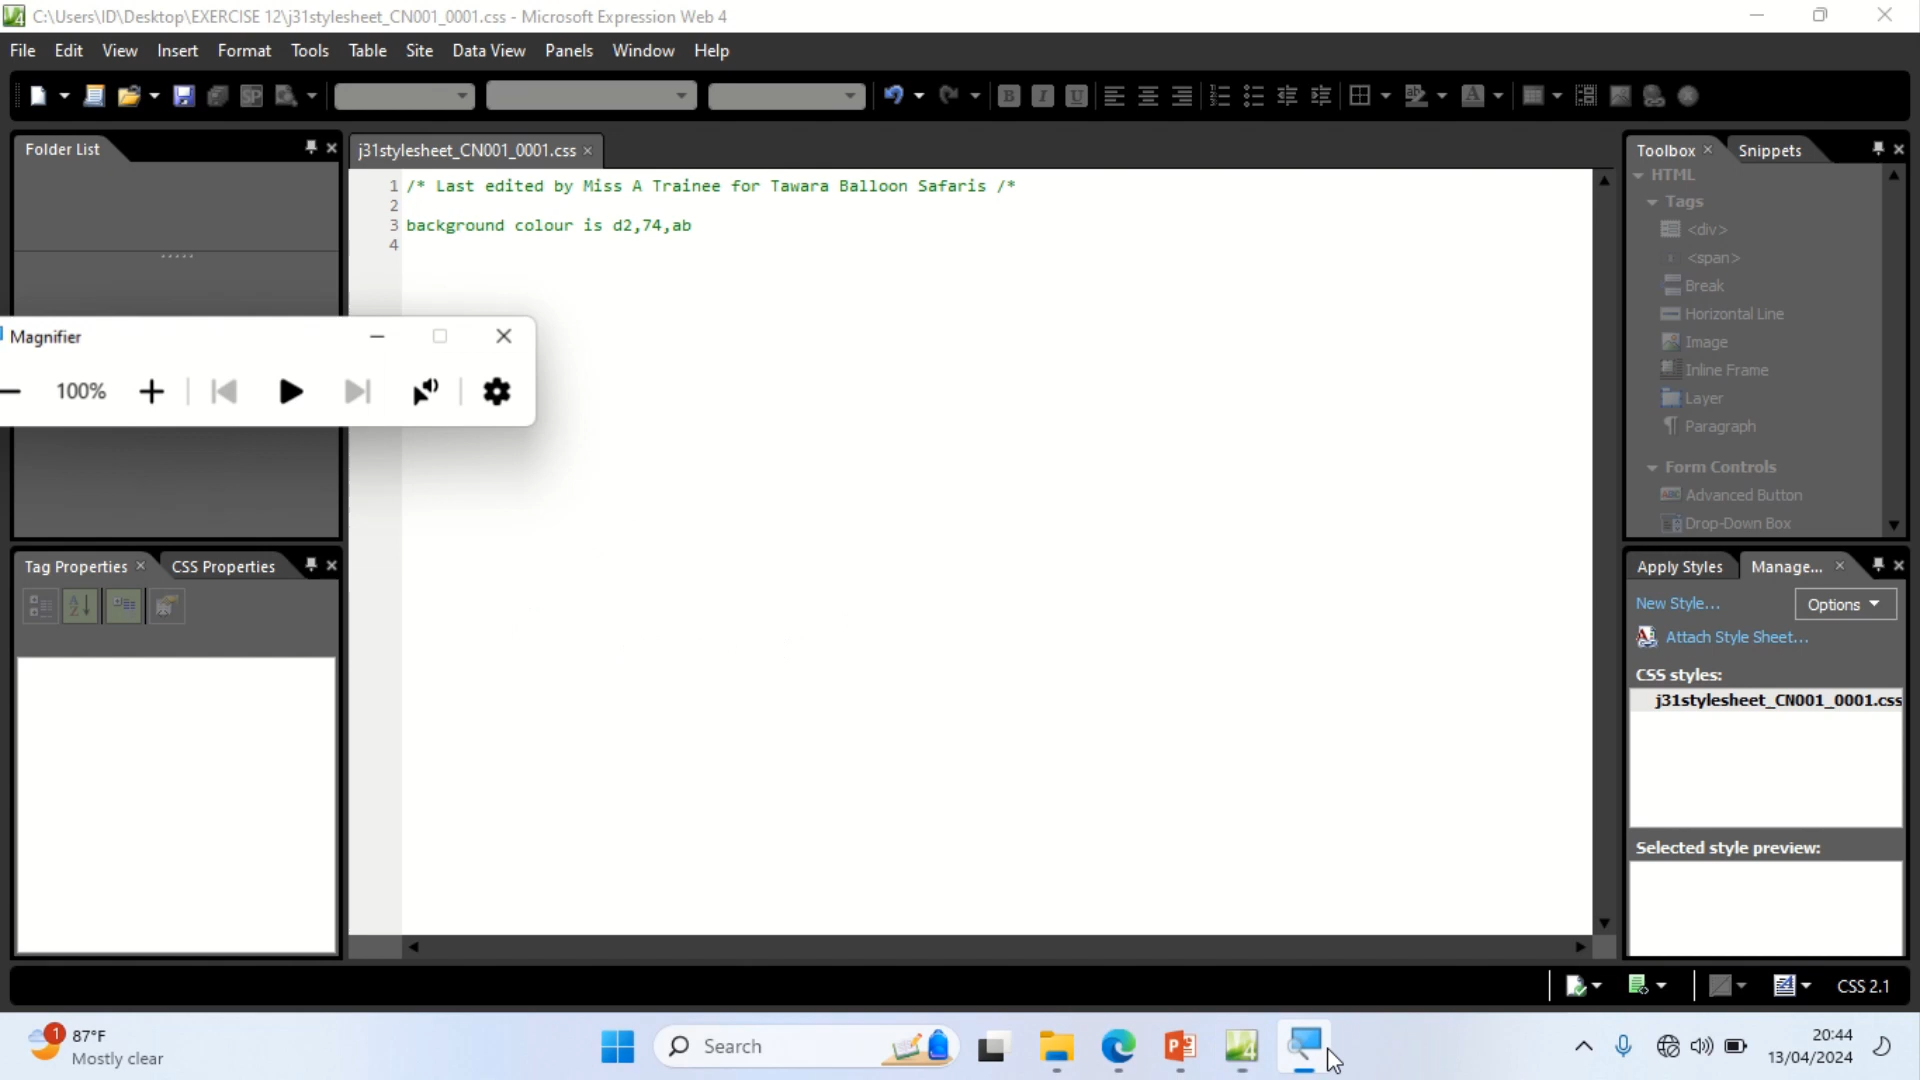 C:\Users\ID\Desktop\EXERCISE 12\j31stylesheet_CN001_0001.css - Microsoft Expression Web 4
File Edit View Insert Format Tools Table Site Data View Panels Window Help
Folder List
j31stylesheet_CN001_0001.css
Toolbox Snippets
1 /* Last edited by Miss A Trainee for Tawara Balloon Safaris /*
2
3 background colour is d2,74,ab
4
HTML
Tags
<div>
<span>
Break
Horizontal Line
Image
Inline Frame
Layer
Paragraph
Form Controls
Advanced Button
Drop-Down Box
Magnifier
100%
Tag Properties CSS Properties
Apply Styles Manage...
New Style... Options
Attach Style Sheet...
CSS styles:
j31stylesheet_CN001_0001.css
Selected style preview:
CSS 2.1
1
87°F
Mostly clear
Search
20:44
13/04/2024